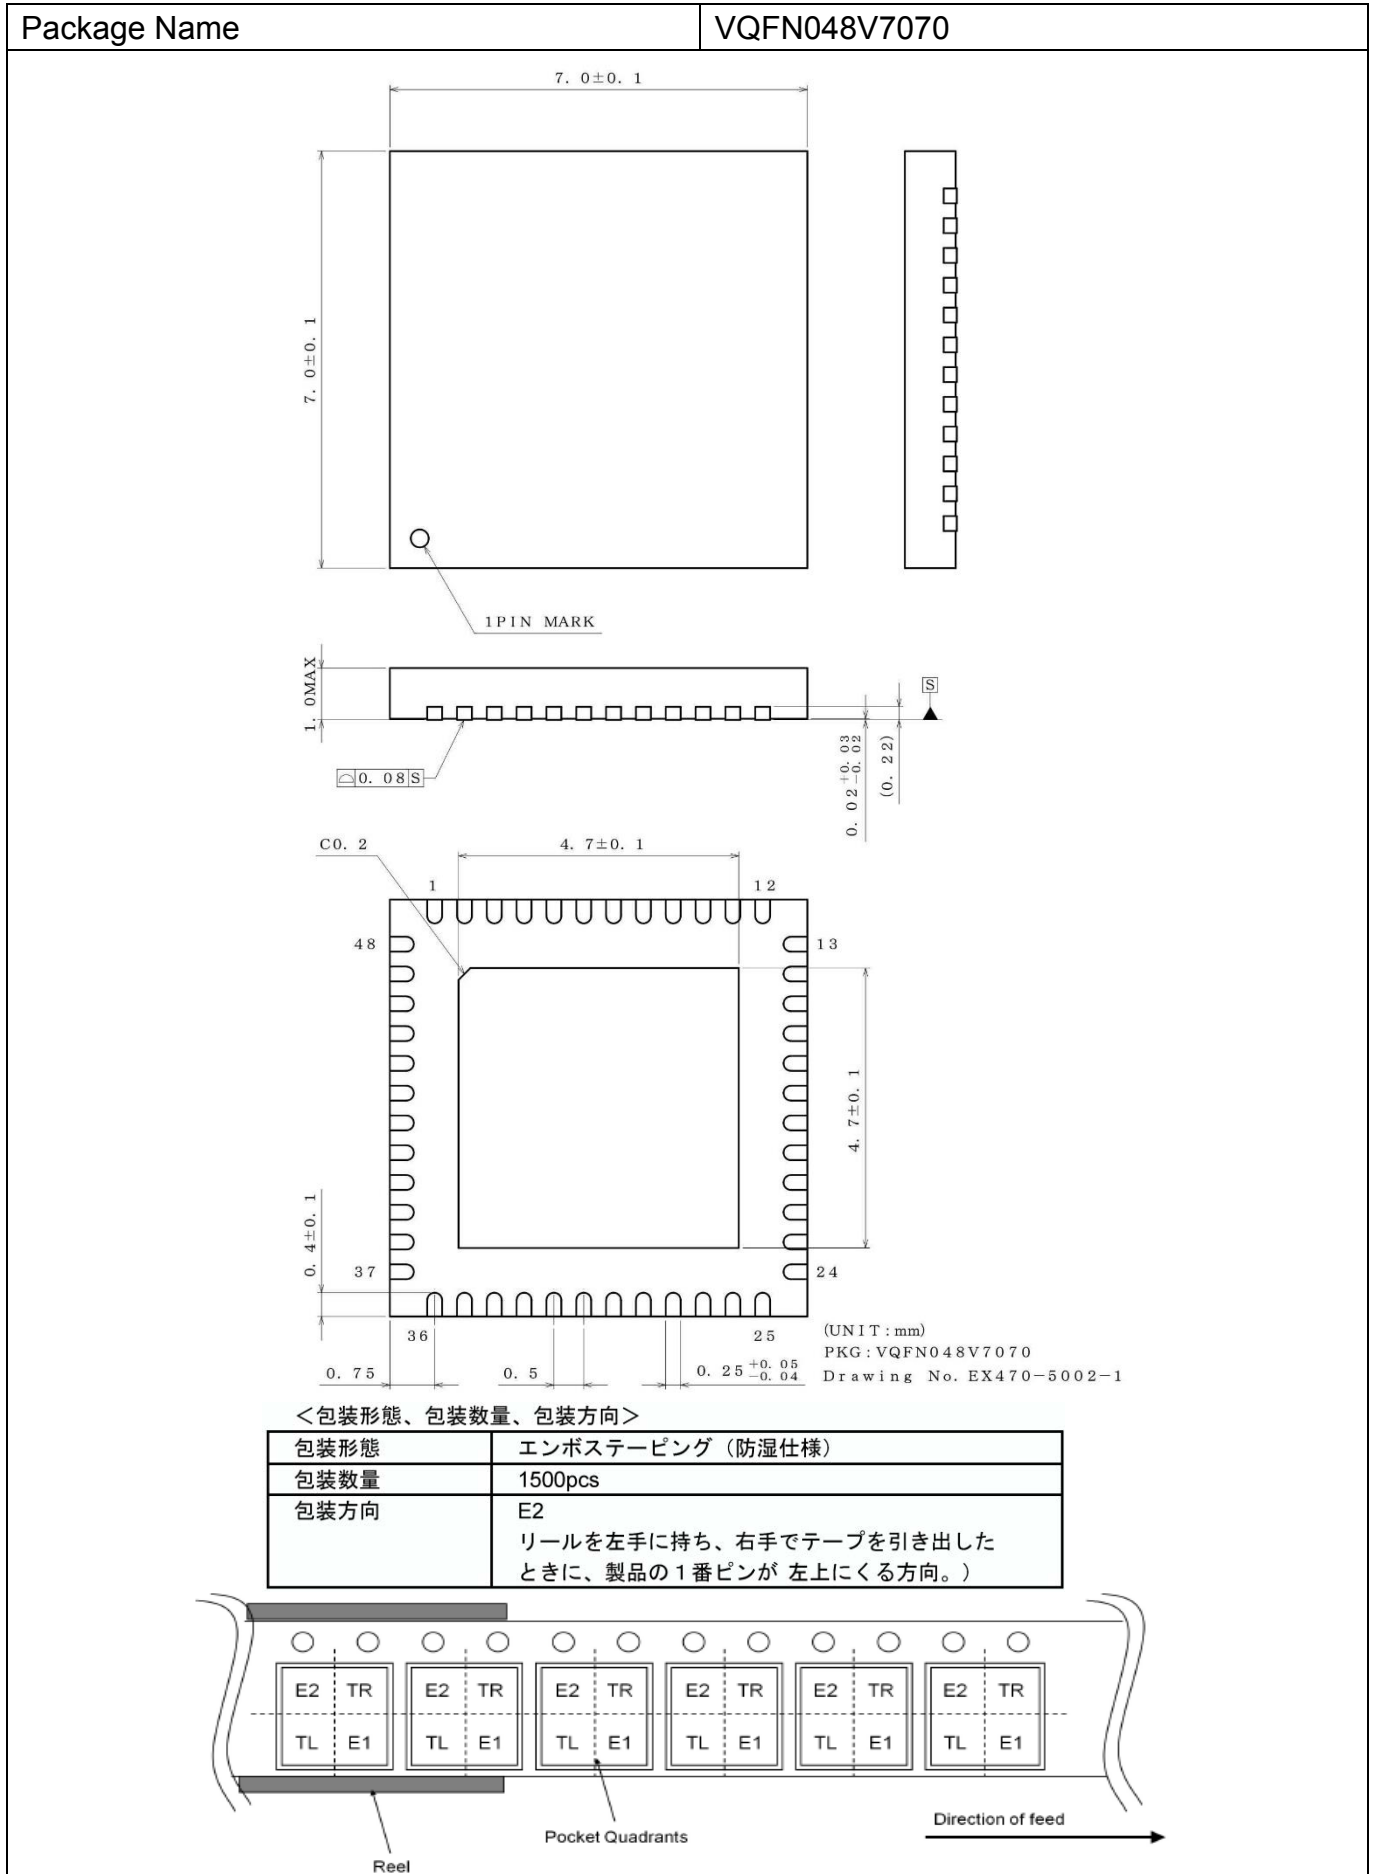 Package Name
VQFN048V7070
7. 0±0. 1
7. 0±0. 1
1PIN MARK
1. 0MAX
S
0. 08 S
0. 02 +0. 03 -0. 02
(0. 22)
C0. 2
4. 7±0. 1
1
12
48
13
4. 7±0. 1
0. 4±0. 1
37
24
36
25
0. 75
0. 5
0. 25 +0. 05 -0. 04
(UNIT : mm)
PKG : VQFN048V7070
Drawing No. EX470-5002-1
<包装形態、包装数量、包装方向>
包装形態
エンボステーピング(防湿仕様)
包装数量
1500pcs
包装方向
E2
リールを左手に持ち、右手でテープを引き出した
ときに、製品の1番ピンが 左上にくる方向。)
E2 TR E2 TR E2 TR E2 TR E2 TR E2 TR
TL E1 TL E1 TL E1 TL E1 TL E1 TL E1
Direction of feed
Pocket Quadrants
Reel